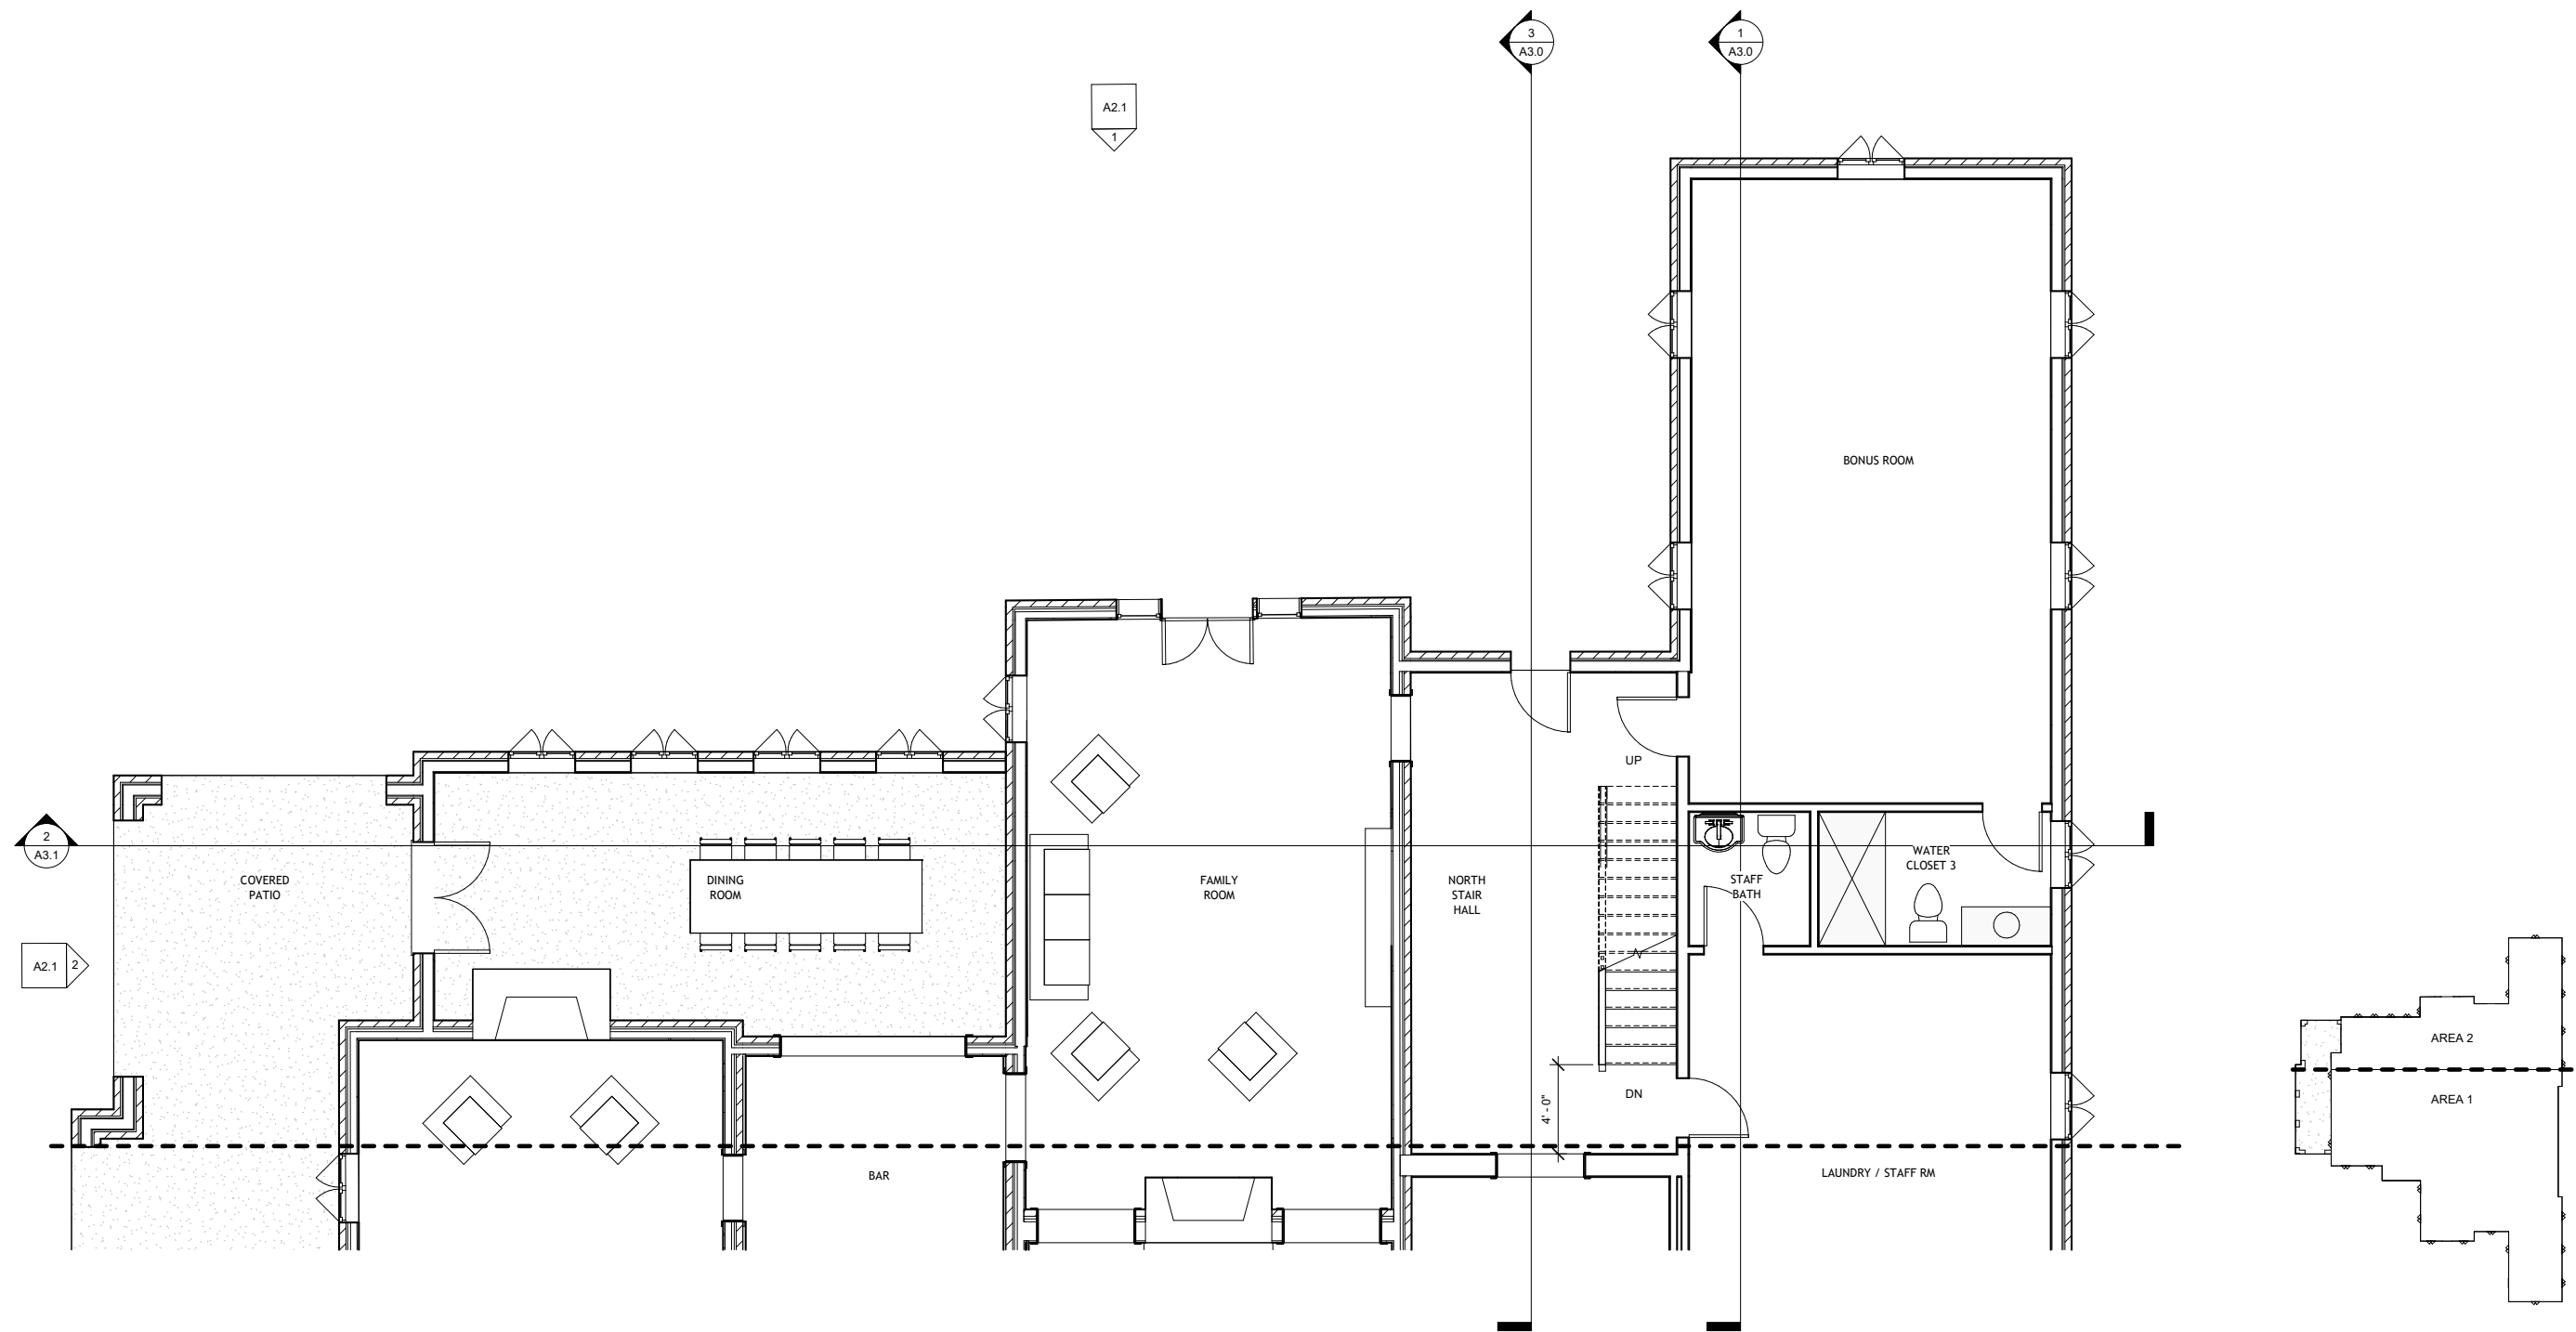 3
A3.0
1
A3.0
A2.1
1
BONUS ROOM
UP
2
A3.1
COVERED
PATIO
DINING
ROOM
FAMILY
ROOM
NORTH
STAIR
HALL
STAFF
BATH
WATER
CLOSET 3
A2.1
2
4' - 0"
DN
BAR
LAUNDRY / STAFF RM
AREA 2
AREA 1